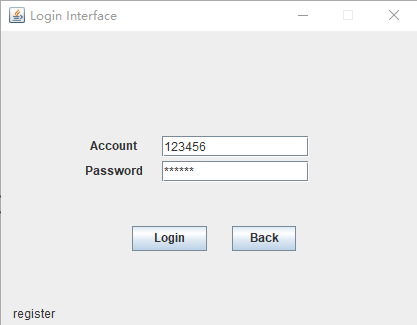 Login Interface
Account 123456
Password ******
Login Back
register